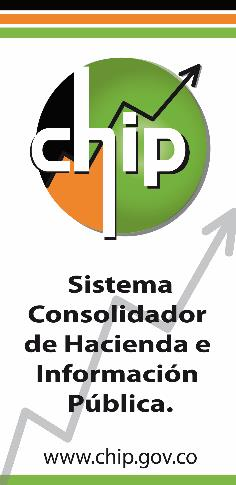 chip
Sistema
Consolidador
de Hacienda e
Información
Pública.
www.chip.gov.co